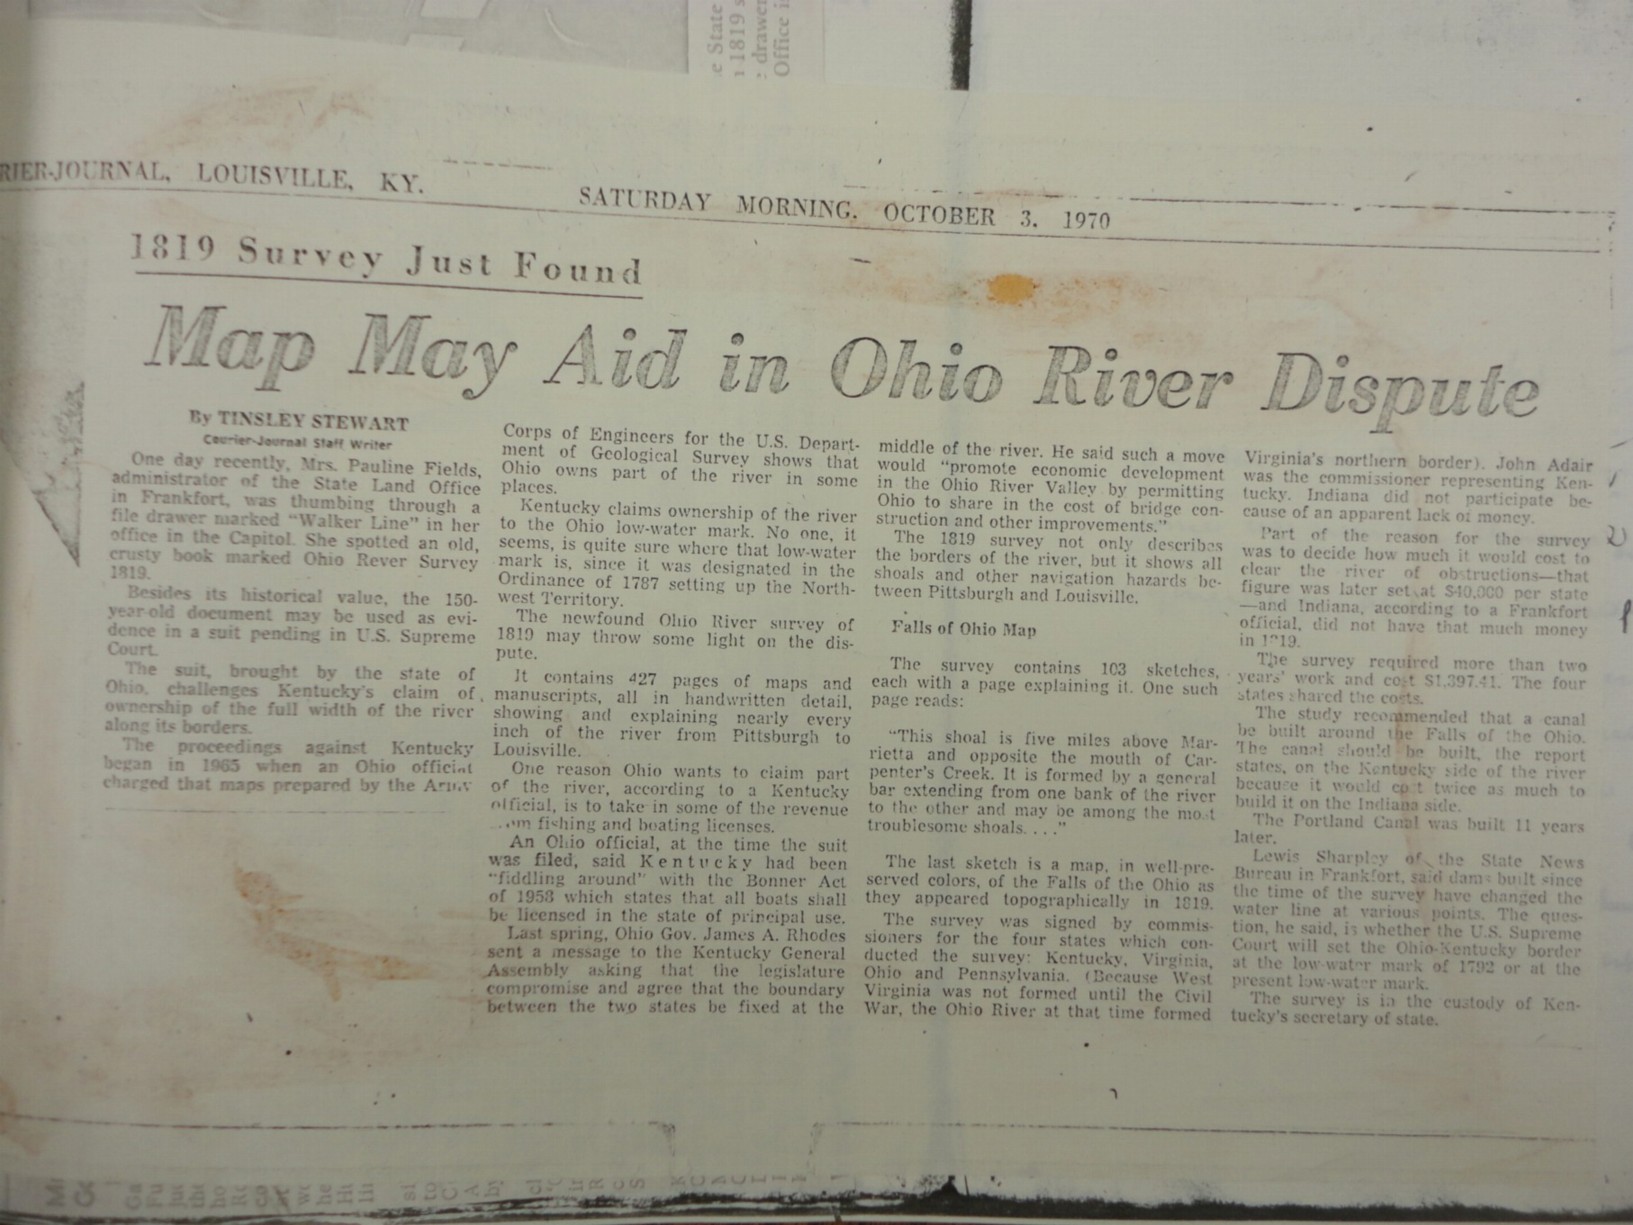 RIER-JOURNAL, LOUISVILLE, KY.
SATURDAY MORNING, OCTOBER 3, 1970
1819 Survey Just Found
Map May Aid in Ohio River Dispute
By TINSLEY STEWART
Courier-Journal Staff Writer
One day recently, Mrs. Pauline Fields,
administrator of the State Land Office
in Frankfort, was thumbing through a
file drawer marked “Walker Line” in her
office in the Capitol. She spotted an old,
crusty book marked Ohio Rever Survey
1819.
Besides its historical value, the 150-
year-old document may be used as evi-
dence in a suit pending in U.S. Supreme
Court.
The suit, brought by the state of
Ohio, challenges Kentucky's claim of
ownership of the full width of the river
along its borders.
The proceedings against Kentucky
began in 1965 when an Ohio official
charged that maps prepared by the Army
Corps of Engineers for the U.S. Depart-
ment of Geological Survey shows that
Ohio owns part of the river in some
places.
Kentucky claims ownership of the river
to the Ohio low-water mark. No one, it
seems, is quite sure where that low-water
mark is, since it was designated in the
Ordinance of 1787 setting up the North-
west Territory.
The newfound Ohio River survey of
1819 may throw some light on the dis-
pute.
It contains 427 pages of maps and
manuscripts, all in handwritten detail,
showing and explaining nearly every
inch of the river from Pittsburgh to
Louisville.
One reason Ohio wants to claim part
of the river, according to a Kentucky
official, is to take in some of the revenue
om fishing and boating licenses.
An Ohio official, at the time the suit
was filed, said Kentucky had been
“fiddling around” with the Bonner Act
of 1958 which states that all boats shall
be licensed in the state of principal use.
Last spring, Ohio Gov. James A. Rhodes
sent a message to the Kentucky General
Assembly asking that the legislature
compromise and agree that the boundary
between the two states be fixed at the
middle of the river. He said such a move
would “promote economic development
in the Ohio River Valley by permitting
Ohio to share in the cost of bridge con-
struction and other improvements.”
The 1819 survey not only describes
the borders of the river, but it shows all
shoals and other navigation hazards be-
tween Pittsburgh and Louisville.
Falls of Ohio Map
The survey contains 103 sketches,
each with a page explaining it. One such
page reads:
“This shoal is five miles above Mar-
rietta and opposite the mouth of Car-
penter's Creek. It is formed by a general
bar extending from one bank of the river
to the other and may be among the most
troublesome shoals. . . .”
The last sketch is a map, in well-pre-
served colors, of the Falls of the Ohio as
they appeared topographically in 1819.
The survey was signed by commis-
sioners for the four states which con-
ducted the survey: Kentucky, Virginia,
Ohio and Pennsylvania. (Because West
Virginia was not formed until the Civil
War, the Ohio River at that time formed
Virginia's northern border). John Adair
was the commissioner representing Ken-
tucky. Indiana did not participate be-
cause of an apparent lack of money.
Part of the reason for the survey
was to decide how much it would cost to
clear the river of obstructions—that
figure was later set at $40,000 per state
—and Indiana, according to a Frankfort
official, did not have that much money
in 1819.
The survey required more than two
years' work and cost $1,397.41. The four
states shared the costs.
The study recommended that a canal
be built around the Falls of the Ohio.
The canal should be built, the report
states, on the Kentucky side of the river
because it would cost twice as much to
build it on the Indiana side.
The Portland Canal was built 11 years
later.
Lewis Sharpley of the State News
Bureau in Frankfort, said dams built since
the time of the survey have changed the
water line at various points. The ques-
tion, he said, is whether the U.S. Supreme
Court will set the Ohio-Kentucky border
at the low-water mark of 1792 or at the
present low-water mark.
The survey is in the custody of Ken-
tucky's secretary of state.